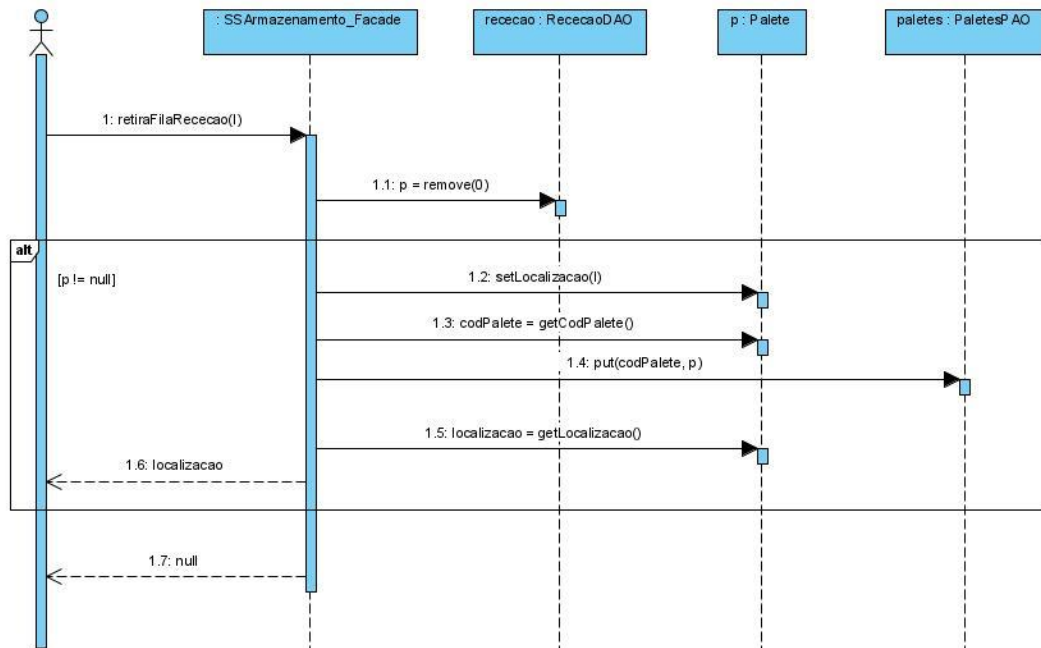 : SSArmazenamento_Facade
rececao : RececaoDAO
p : Palete
paletes : PaletesPAO
1: retiraFilaRececao(l)
1.1: p = remove(0)
alt
[p != null]
1.2: setLocalizacao(l)
1.3: codPalete = getCodPalete()
1.4: put(codPalete, p)
1.5: localizacao = getLocalizacao()
1.6: localizacao
1.7: null